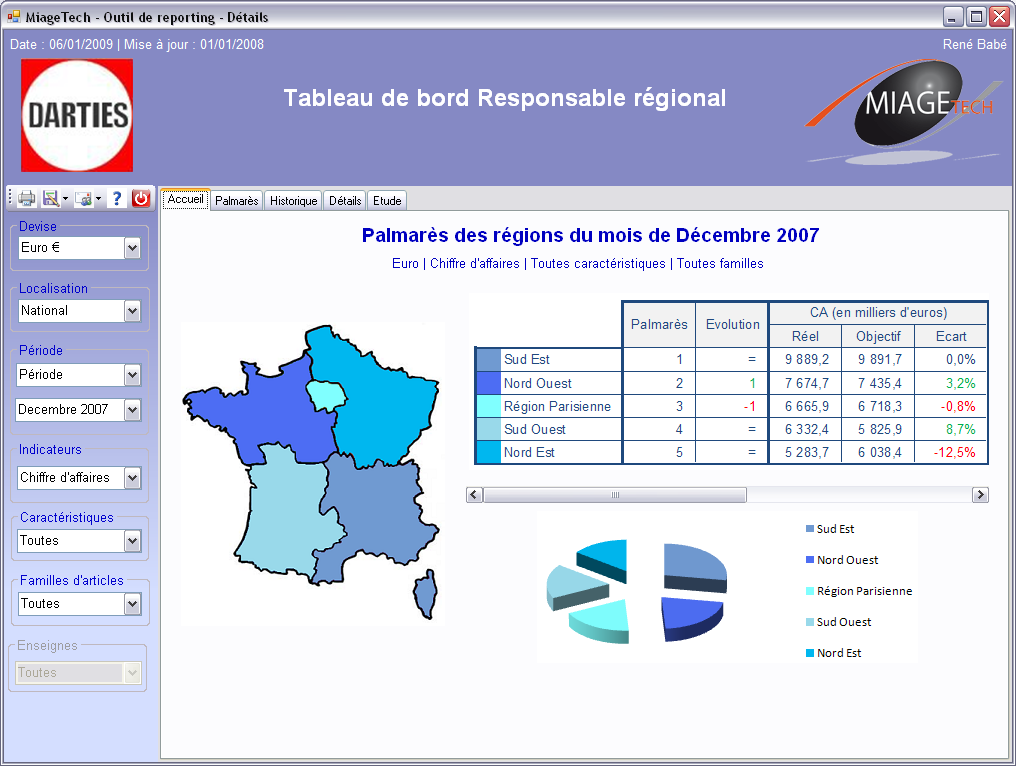 MiageTech - Outil de reporting - Détails
Date : 06/01/2009 | Mise à jour : 01/01/2008
René Babé
DARTIES
Tableau de bord Responsable régional
MIAGE TECH
Accueil Palmarès Historique Détails Etude
Devise
Euro €
Localisation
National
Période
Période
Decembre 2007
Indicateurs
Chiffre d'affaires
Caractéristiques
Toutes
Familles d'articles
Toutes
Enseignes
Toutes
Palmarès des régions du mois de Décembre 2007
Euro | Chiffre d'affaires | Toutes caractéristiques | Toutes familles
Palmarès Evolution CA (en milliers d'euros)
Réel Objectif Ecart
Sud Est 1 = 9 889,2 9 891,7 0,0%
Nord Ouest 2 1 7 674,7 7 435,4 3,2%
Région Parisienne 3 -1 6 665,9 6 718,3 -0,8%
Sud Ouest 4 = 6 332,4 5 825,9 8,7%
Nord Est 5 = 5 283,7 6 038,4 -12,5%
Sud Est
Nord Ouest
Région Parisienne
Sud Ouest
Nord Est